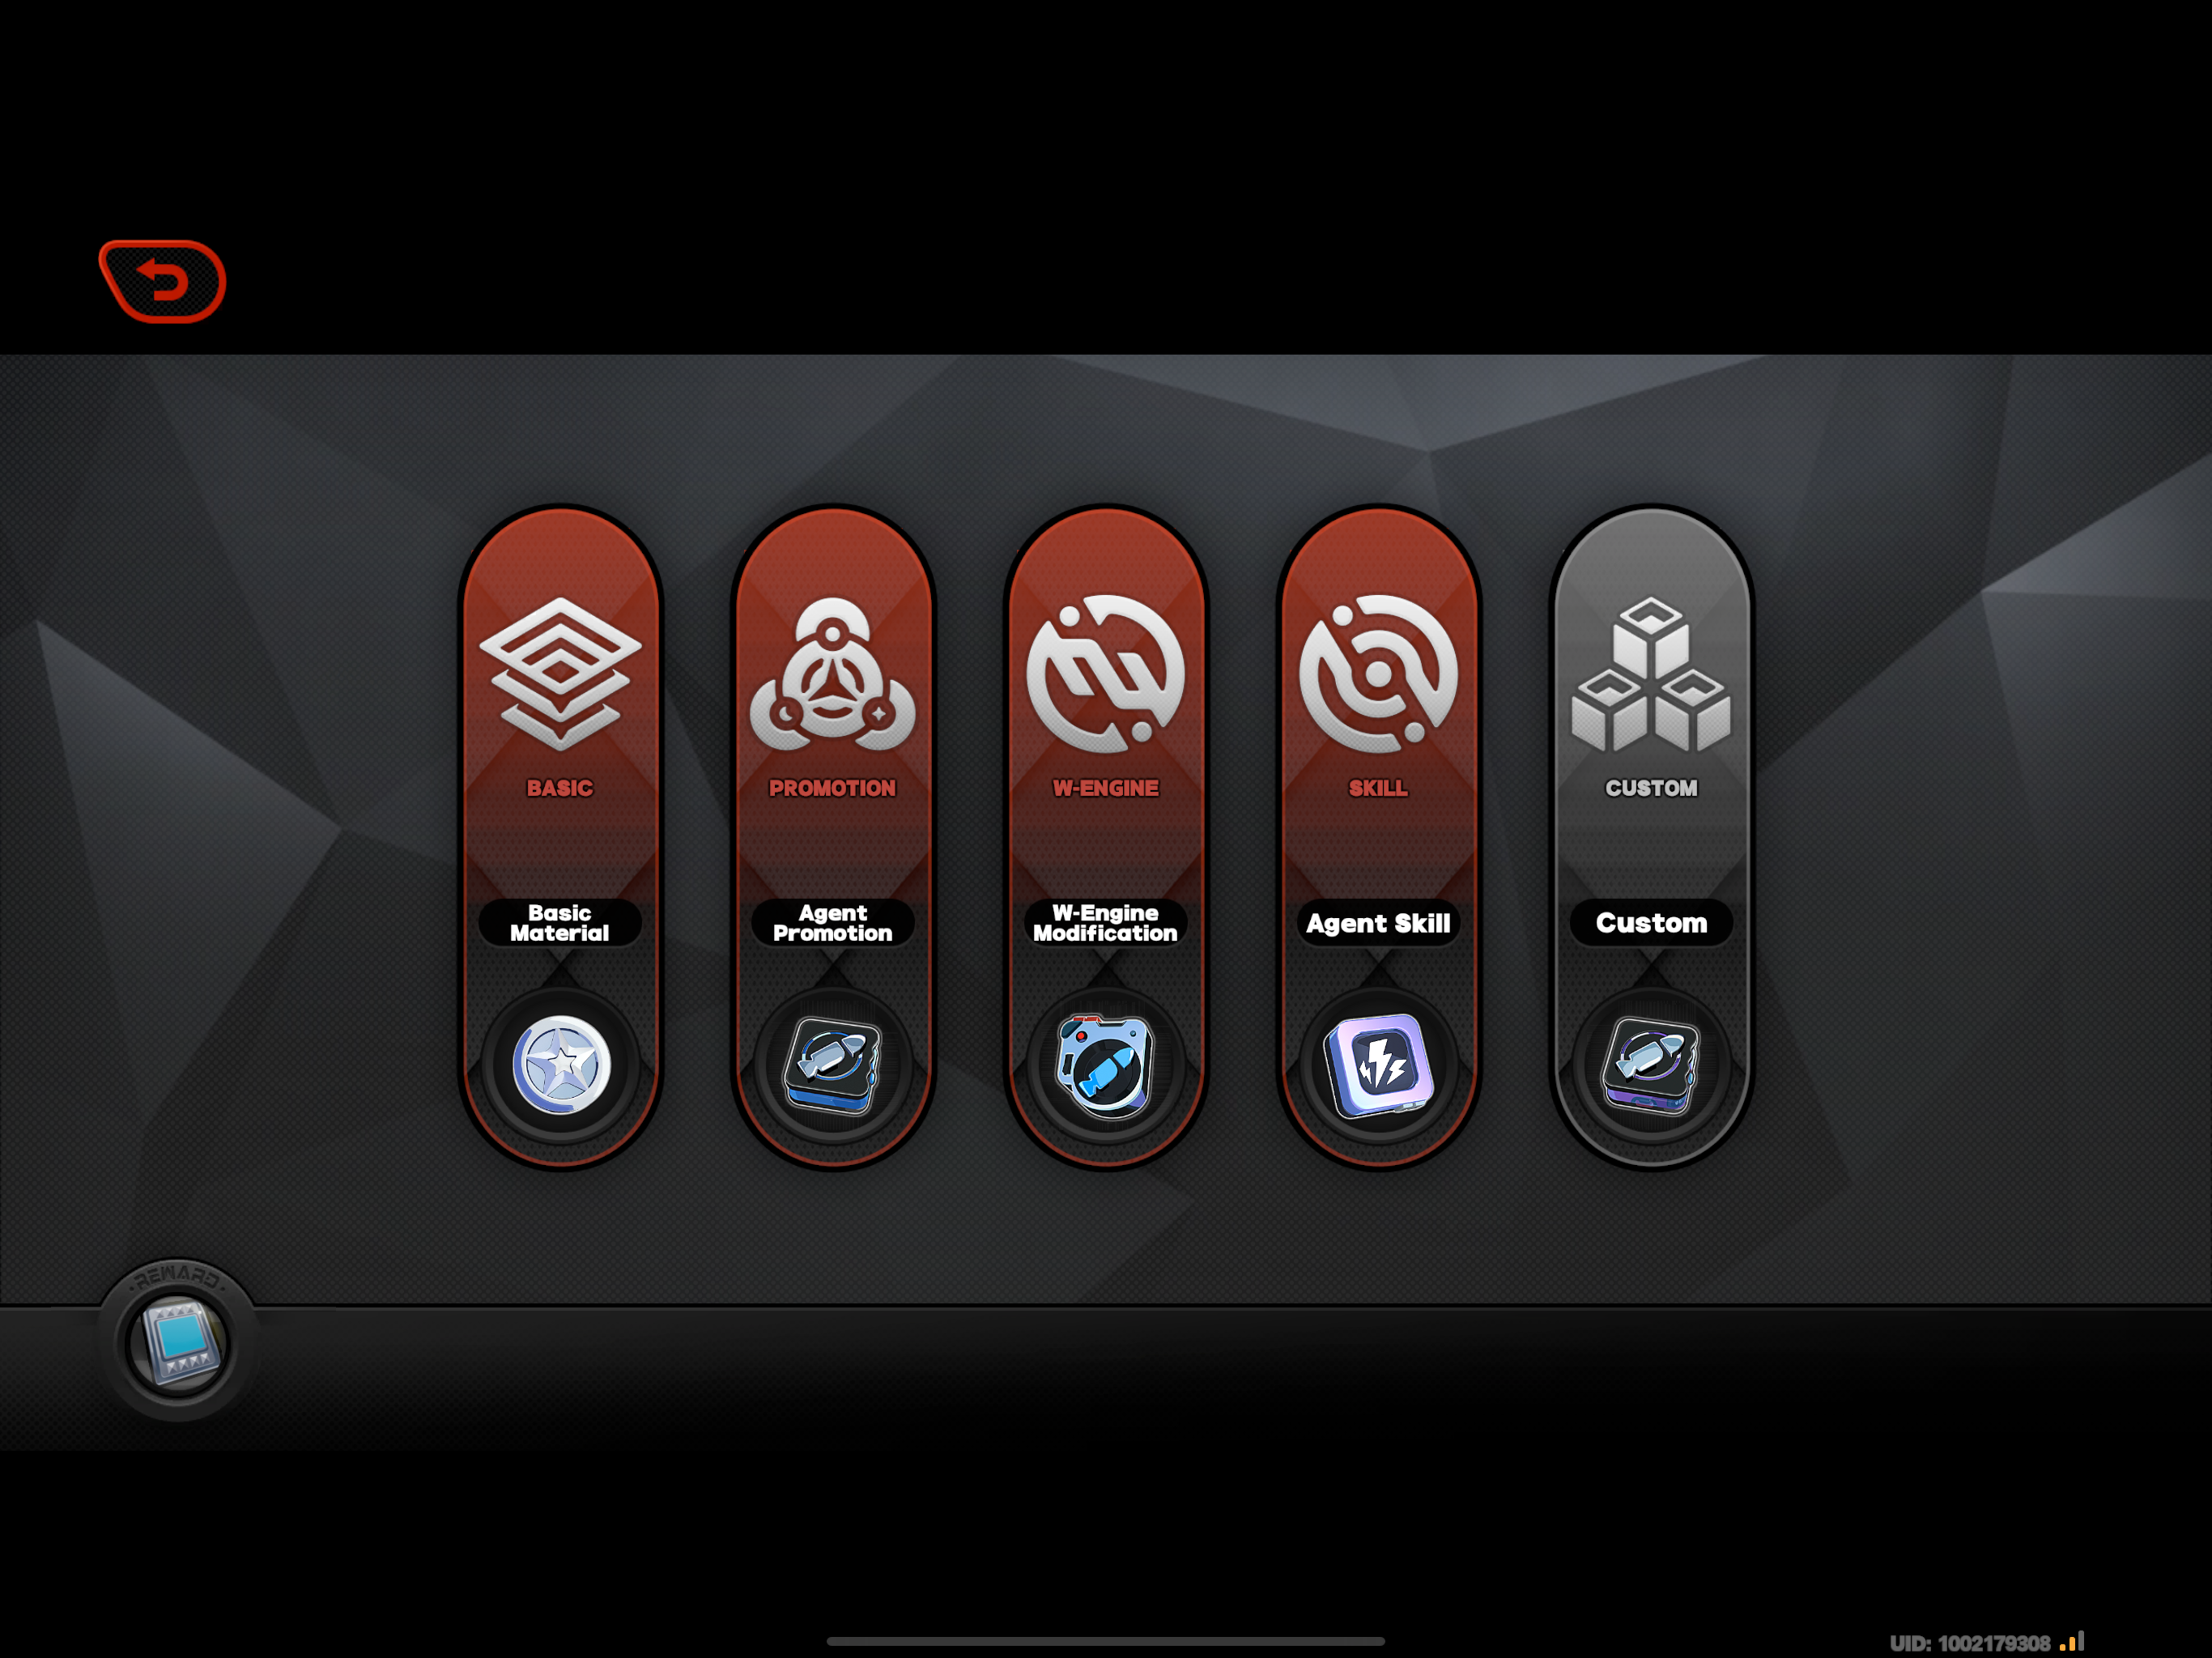 BASIC
PROMOTION
W-ENGINE
SKILL
CUSTOM
Basic
Material
Agent
Promotion
W-Engine
Modification
Agent Skill
Custom
REWARD
UID: 1002179308